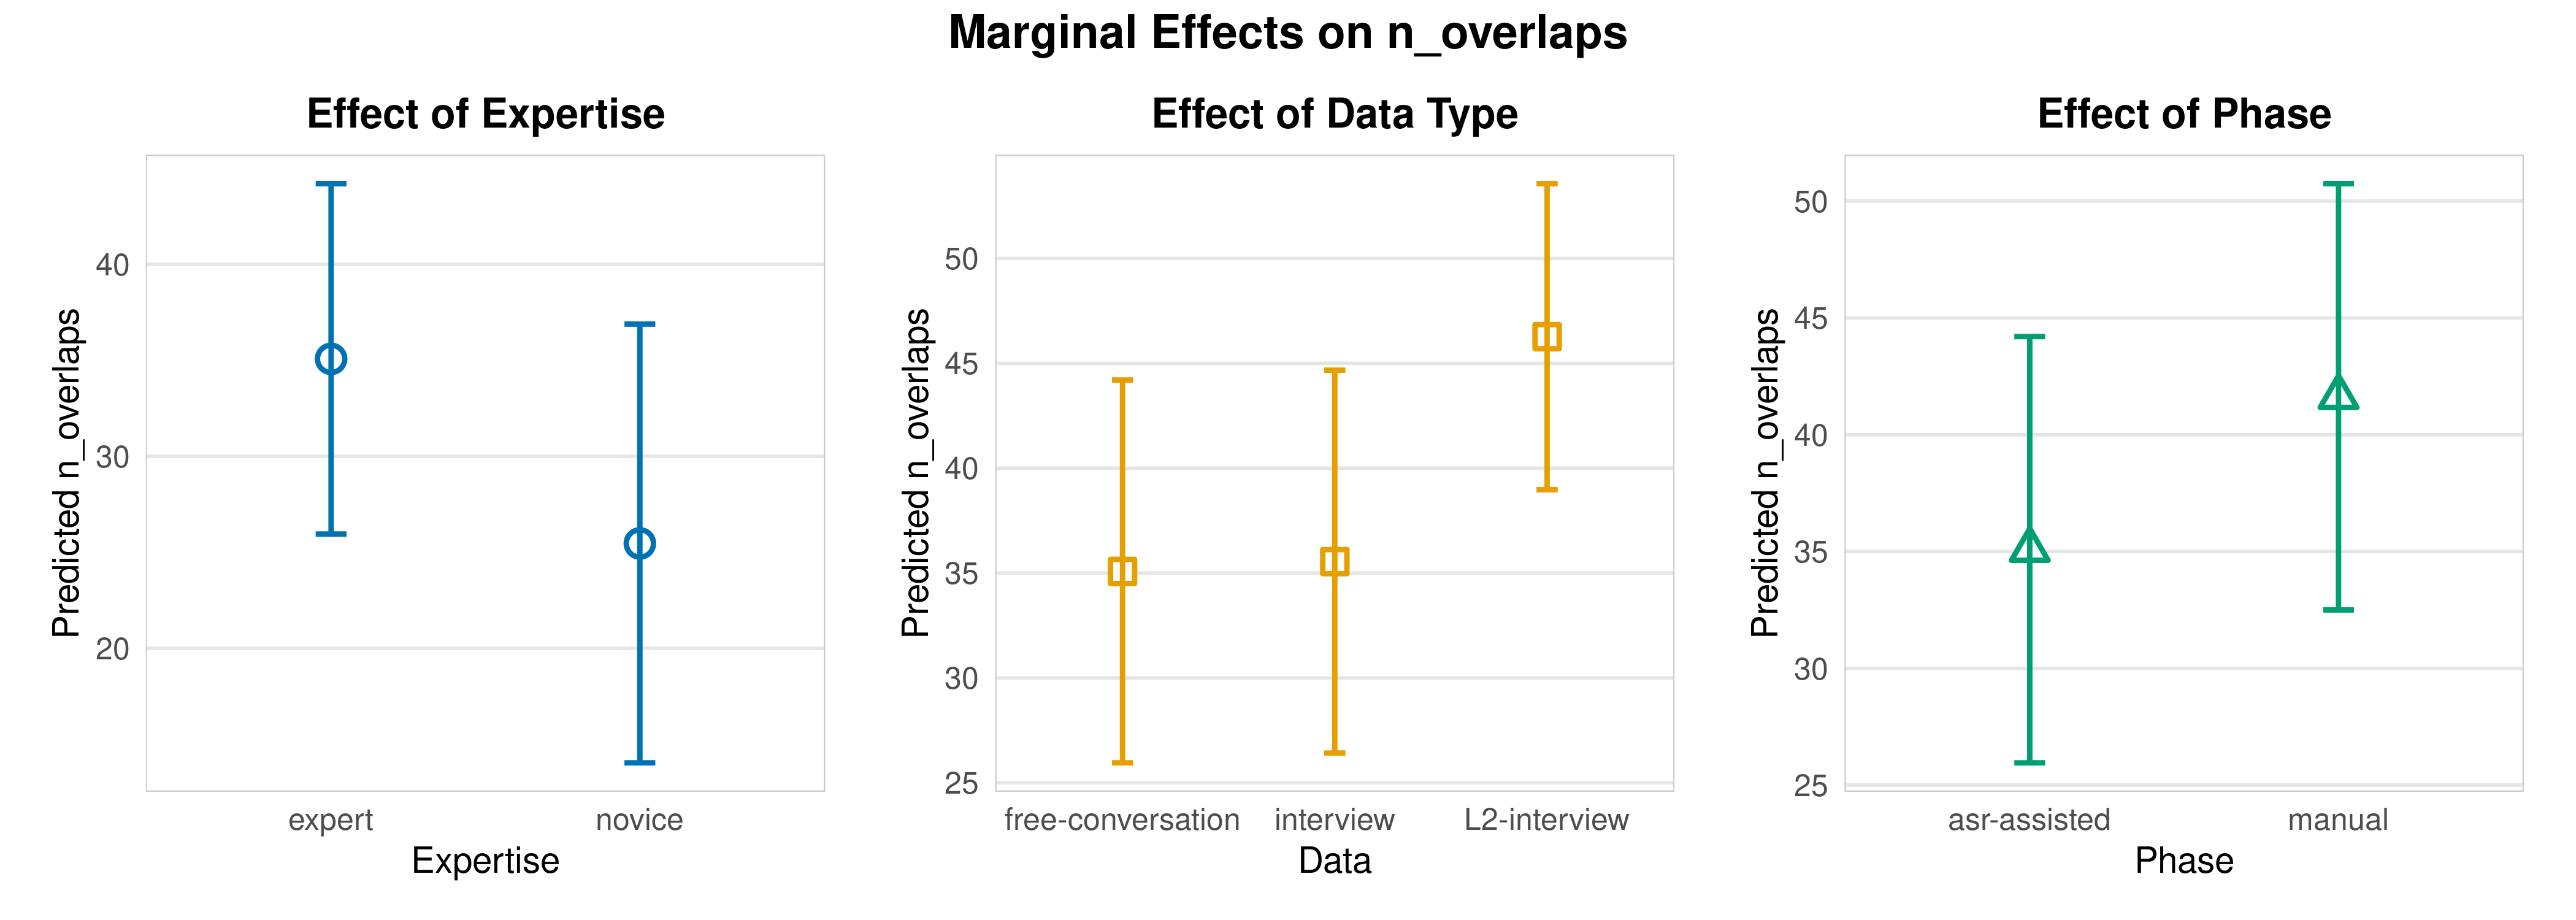 Marginal Effects on n_overlaps
Effect of Expertise
Predicted n_overlaps
40
30
20
expert novice
Expertise
Effect of Data Type
Predicted n_overlaps
50
45
40
35
30
25
free-conversation interview L2-interview
Data
Effect of Phase
Predicted n_overlaps
50
45
40
35
30
25
asr-assisted manual
Phase